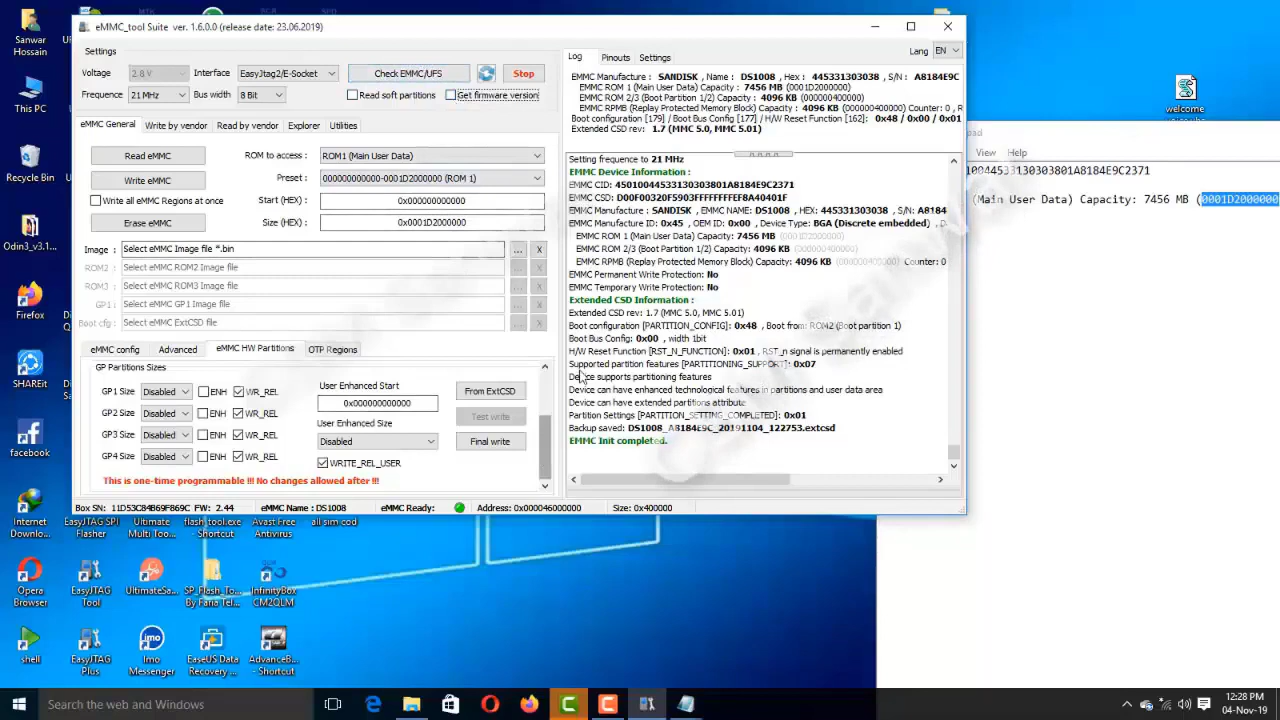 Sanwar
Hossain
This PC
Recycle Bin
Odin3_v3.1...
Firefox
SHAREit
facebook
Internet
Downlo...
EasyJTAG SPI
Flasher
Ultimate
Multi Too...
flash_tool.exe
- Shortcut
Avast Free
Antivirus
all sim cod
Opera
Browser
EasyJTAG
Tool
UltimateSa...
SP_Flash_To...
By Faria Tel...
InfinityBox
CM2QLM
shell
EasyJTAG
Plus
Imo
Messenger
EaseUS Data
Recovery ...
AdvanceB...
- Shortcut
eMMC_tool Suite ver. 1.6.0.0 (release date: 23.06.2019)
Settings
Voltage 2.8 V Interface EasyJtag2/E-Socket Check EMMC/UFS Stop
Frequency: 21 MHz Bus width 8 Bit Read soft partitions Get firmware version
eMMC General Write by vendor Read by vendor Explorer Utilities
Read eMMC ROM to access : ROM1 (Main User Data)
Write eMMC Preset : 000000000000-0001D2000000 (ROM 1)
Write all eMMC Regions at once Start (HEX) : 0x000000000000
Erase eMMC Size (HEX) : 0x0001D2000000
Image : Select eMMC Image file *.bin ... X
ROM2 : Select eMMC ROM2 Image file ... X
ROM3 : Select eMMC ROM3 Image file ... X
GP1 : Select eMMC GP1 Image file ... X
Boot cfg : Select eMMC ExtCSD file ... X
eMMC config Advanced eMMC HW Partitions OTP Regions
GP Partitions Sizes
GP1 Size Disabled ENH WR_REL
GP2 Size Disabled ENH WR_REL
GP3 Size Disabled ENH WR_REL
GP4 Size Disabled ENH WR_REL
User Enhanced Start
0x000000000000
User Enhanced Size
Disabled
WRITE_REL_USER
From ExtCSD
Test write
Final write
This is one-time programmable !!! No changes allowed after !!!
Log Pinouts Settings Lang EN
EMMC Manufacture : SANDISK , Name : DS1008 , Hex : 445331303038 , S/N : A8184E9C
EMMC ROM 1 (Main User Data) Capacity : 7456 MB (0001D2000000)
EMMC ROM 2/3 (Boot Partition 1/2) Capacity : 4096 KB (000000400000)
EMMC RPMB (Replay Protected Memory Block) Capacity : 4096 KB (000000400000) Counter: 0 , R
Boot configuration [179] / Boot Bus Config [177] / H/W Reset Function [162]: 0x48 / 0x00 / 0x01
Extended CSD rev: 1.7 (MMC 5.0, MMC 5.01)
Setting frequency to 21 MHz
EMMC Device Information :
EMMC CID: 45010044533130303801A8184E9C2371
EMMC CSD: D00F00320F5903FFFFFFFFEF8A40401F
EMMC Manufacture : SANDISK , EMMC NAME: DS1008 , HEX: 445331303038 , S/N: A8184
EMMC Manufacture ID: 0x45 , OEM ID: 0x00 , Device Type: BGA (Discrete embedded) , D
EMMC ROM 1 (Main User Data) Capacity: 7456 MB (0001D2000000)
EMMC ROM 2/3 (Boot Partition 1/2) Capacity: 4096 KB (000000400000)
EMMC RPMB (Replay Protected Memory Block) Capacity: 4096 KB (000000400000) Counter: 0
EMMC Permanent Write Protection: No
EMMC Temporary Write Protection: No
Extended CSD Information :
Extended CSD rev: 1.7 (MMC 5.0, MMC 5.01)
Boot configuration [PARTITION_CONFIG]: 0x48 , Boot from: ROM2 (Boot partition 1)
Boot Bus Config: 0x00 , width 1bit
H/W Reset Function [RST_N_FUNCTION]: 0x01 , RST_n signal is permanently enabled
Supported partition features [PARTITIONING_SUPPORT]: 0x07
Device supports partitioning features
Device can have enhanced technological features in partitions and user data area
Device can have extended partitions attribute
Partition Settings [PARTITION_SETTING_COMPLETED]: 0x01
Backup saved: DS1008_A8184E9C_20191104_122753.extcsd
EMMC Init completed.
Box SN: 11D53C84B69F869C FW: 2.44 eMMC Name : DS1008 eMMC Ready: Address: 0x000046000000 Size: 0x400000
welcome
View Help
10044533130303801A8184E9C2371
(Main User Data) Capacity: 7456 MB (0001D2000000
Search the web and Windows
12:28 PM
04-Nov-19